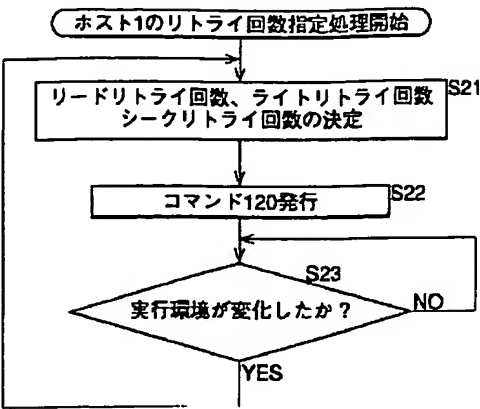 ホスト1のリトライ回数指定処理開始
リードリトライ回数、ライトリトライ回数
シークリトライ回数の決定
S21
コマンド120発行
S22
S23
実行環境が変化したか？
NO
YES